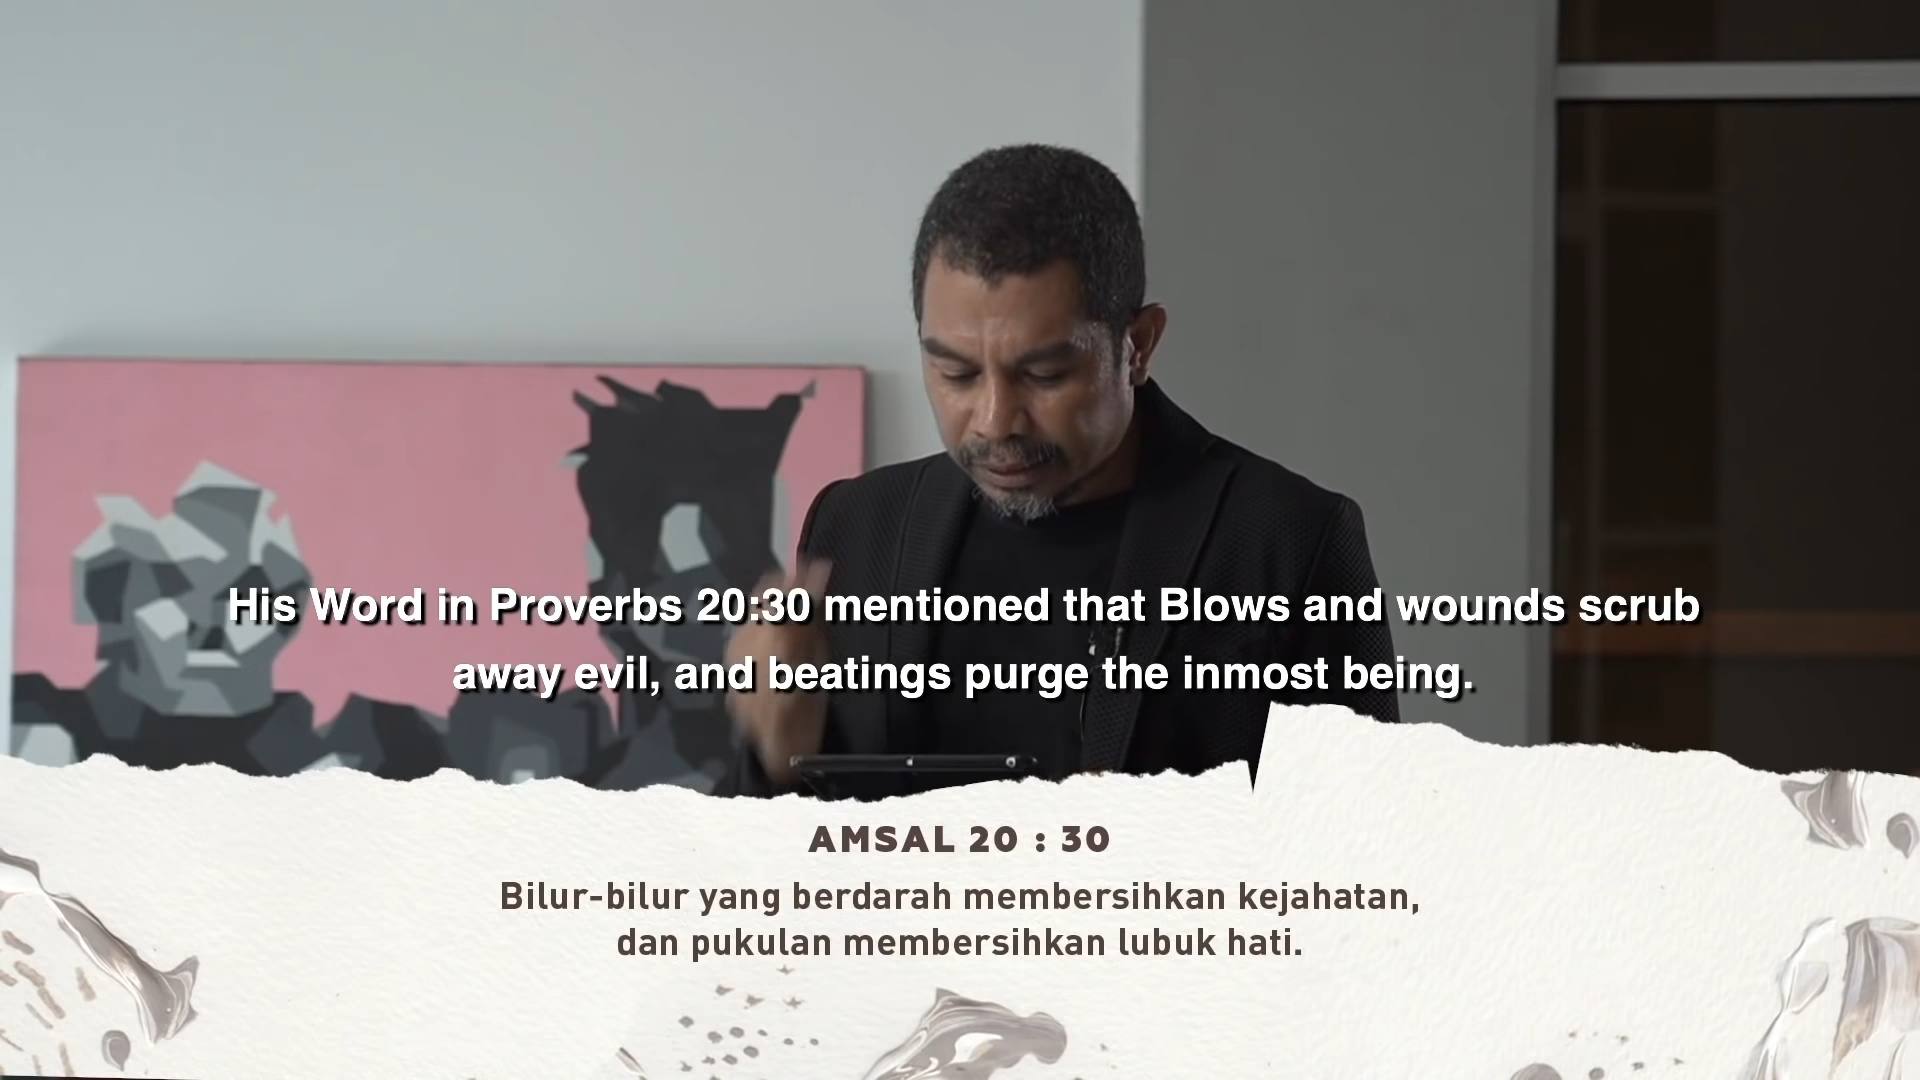 His Word in Proverbs 20:30 mentioned that Blows and wounds scrub
away evil, and beatings purge the inmost being.
AMSAL 20 : 30
Bilur-bilur yang berdarah membersihkan kejahatan,
dan pukulan membersihkan lubuk hati.